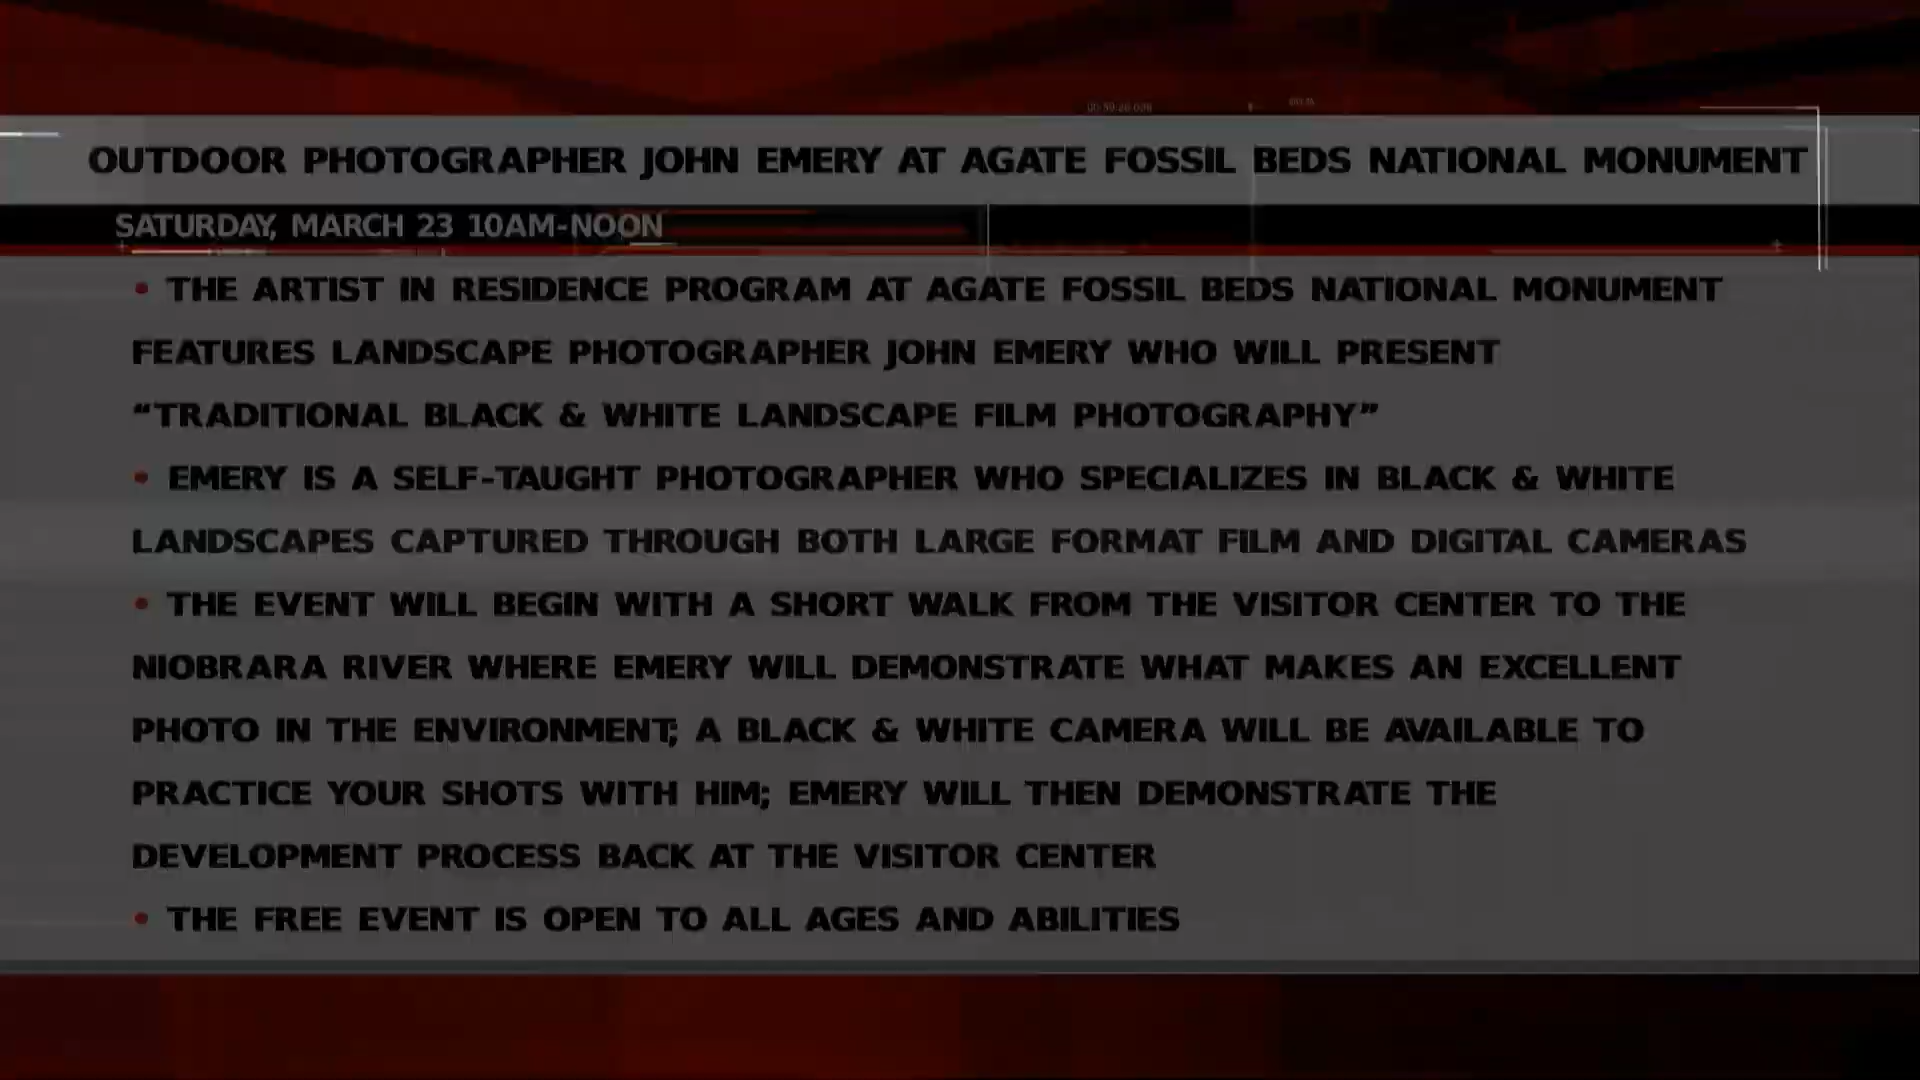 OUTDOOR PHOTOGRAPHER JOHN EMERY AT AGATE FOSSIL BEDS NATIONAL MONUMENT
SATURDAY, MARCH 23 10AM-NOON
• THE ARTIST IN RESIDENCE PROGRAM AT AGATE FOSSIL BEDS NATIONAL MONUMENT
FEATURES LANDSCAPE PHOTOGRAPHER JOHN EMERY WHO WILL PRESENT
“TRADITIONAL BLACK & WHITE LANDSCAPE FILM PHOTOGRAPHY”
• EMERY IS A SELF-TAUGHT PHOTOGRAPHER WHO SPECIALIZES IN BLACK & WHITE
LANDSCAPES CAPTURED THROUGH BOTH LARGE FORMAT FILM AND DIGITAL CAMERAS
• THE EVENT WILL BEGIN WITH A SHORT WALK FROM THE VISITOR CENTER TO THE
NIOBRARA RIVER WHERE EMERY WILL DEMONSTRATE WHAT MAKES AN EXCELLENT
PHOTO IN THE ENVIRONMENT; A BLACK & WHITE CAMERA WILL BE AVAILABLE TO
PRACTICE YOUR SHOTS WITH HIM; EMERY WILL THEN DEMONSTRATE THE
DEVELOPMENT PROCESS BACK AT THE VISITOR CENTER
• THE FREE EVENT IS OPEN TO ALL AGES AND ABILITIES